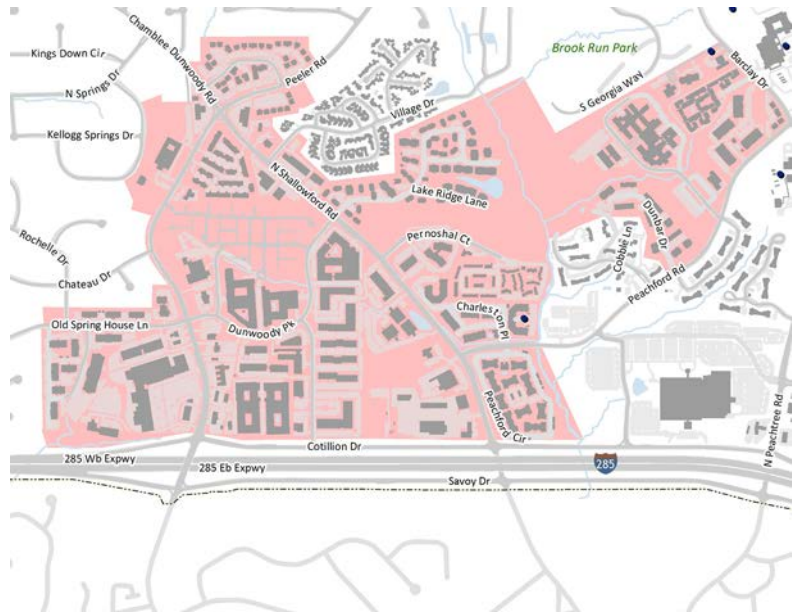 Kings Down Cir
Chamblee Dunwoody Rd
Brook Run Park
Barclay Dr
N Springs Dr
Peeler Rd
S Georgia Way
Village Dr
Kellogg Springs Dr
N Shallowford Rd
Lake Ridge Lane
Dunbar Dr
Rochelle Dr
Pernoshal Ct
Cobble Ln
Chateau Dr
Peachford Rd
Charleston Pl
Old Spring House Ln
Dunwoody Pk
Peachford Cir
N Peachtree Rd
Cotillion Dr
285 Wb Expwy
285 Eb Expwy
285
Savoy Dr